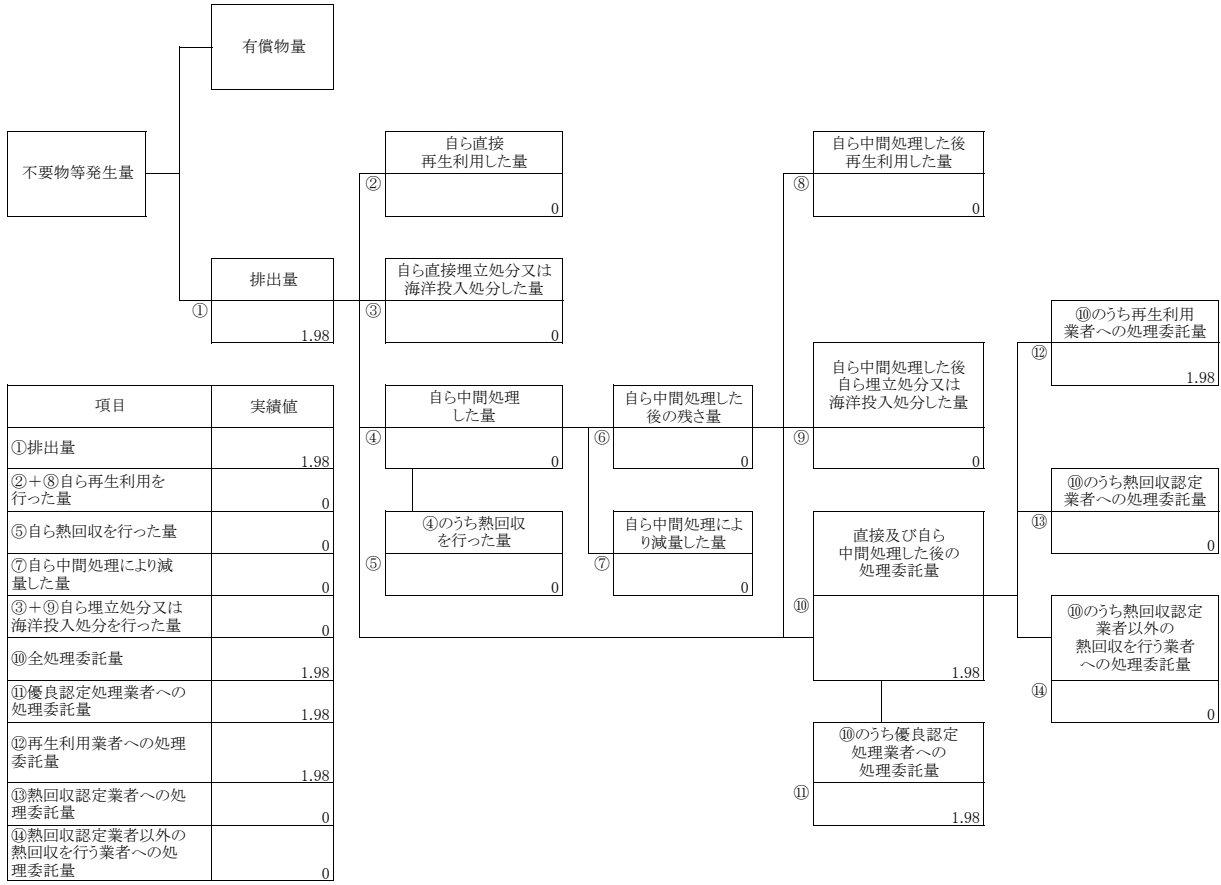 有償物量
不要物等発生量
自ら直接
再生利用した量
②
0
自ら中間処理した後
再生利用した量
⑧
0
排出量
①
1.98
自ら直接埋立処分又は
海洋投入処分した量
③
0
⑩のうち再生利用
業者への処理委託量
⑫
1.98
自ら中間処理
した量
④
0
自ら中間処理した
後の残さ量
⑥
0
自ら中間処理した後
自ら埋立処分又は
海洋投入処分した量
⑨
0
⑩のうち熱回収認定
業者への処理委託量
⑬
0
④のうち熱回収
を行った量
⑤
0
自ら中間処理によ
り減量した量
⑦
0
直接及び自ら
中間処理した後の
処理委託量
⑩
1.98
⑩のうち熱回収認定
業者以外の
熱回収を行う業者
への処理委託量
⑭
0
⑩のうち優良認定
処理業者への
処理委託量
⑪
1.98
項目 実績値
①排出量 1.98
②＋⑧自ら再生利用を
行った量 0
⑤自ら熱回収を行った量 0
⑦自ら中間処理により減
量した量 0
③＋⑨自ら埋立処分又は
海洋投入処分を行った量 0
⑩全処理委託量 1.98
⑪優良認定処理業者への
処理委託量 1.98
⑫再生利用業者への処理
委託量 1.98
⑬熱回収認定業者への処
理委託量 0
⑭熱回収認定業者以外の
熱回収を行う業者への処
理委託量 0